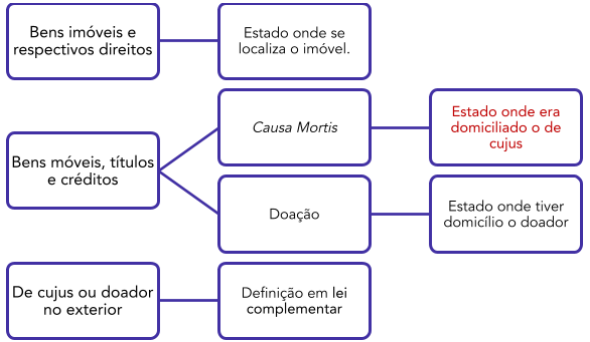 Bens imóveis e
respectivos direitos
Estado onde se
localiza o imóvel.
Bens móveis, títulos
e créditos
Causa Mortis
Estado onde era
domiciliado o de
cujus
Doação
Estado onde tiver
domicílio o doador
De cujus ou doador
no exterior
Definição em lei
complementar